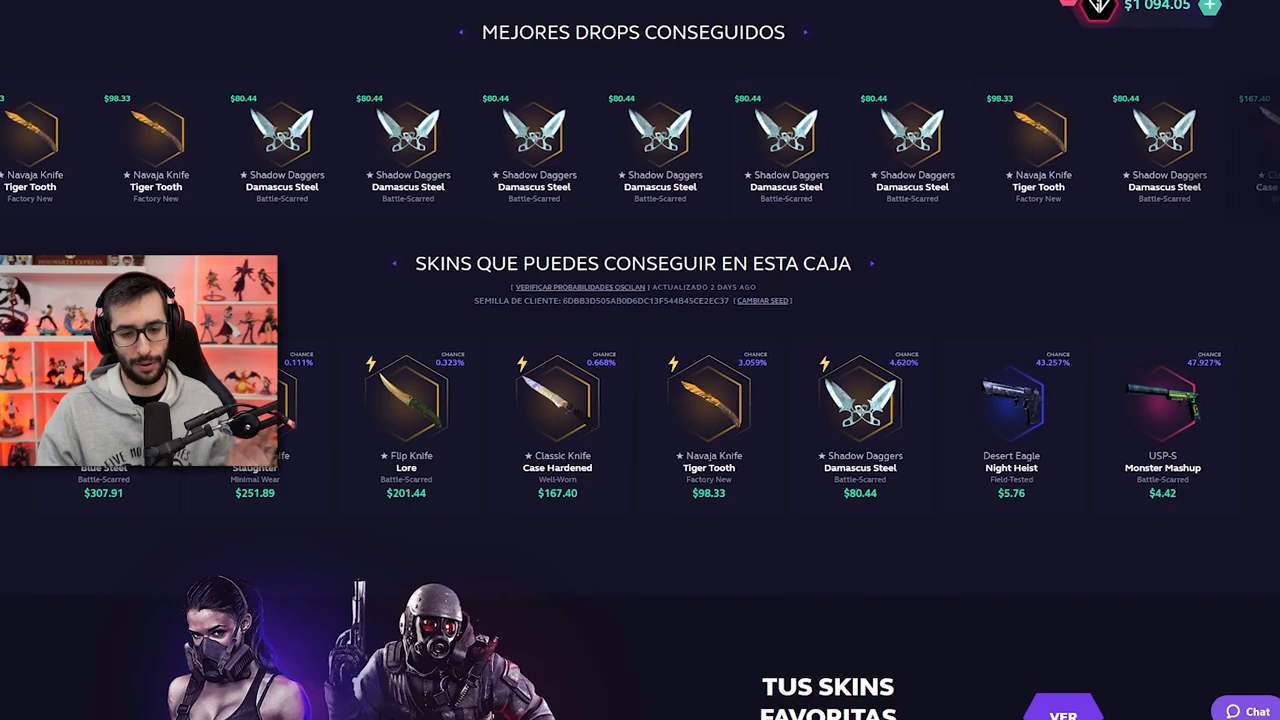 $1 094.05
MEJORES DROPS CONSEGUIDOS
$98.33 $80.44 $80.44 $80.44 $80.44 $80.44 $80.44 $98.33 $80.44 $167.40
★ Navaja Knife ★ Navaja Knife ★ Shadow Daggers ★ Shadow Daggers ★ Shadow Daggers ★ Shadow Daggers ★ Shadow Daggers ★ Shadow Daggers ★ Navaja Knife ★ Shadow Daggers
Tiger Tooth Tiger Tooth Damascus Steel Damascus Steel Damascus Steel Damascus Steel Damascus Steel Damascus Steel Tiger Tooth Damascus Steel Case
Factory New Factory New Battle-Scarred Battle-Scarred Battle-Scarred Battle-Scarred Battle-Scarred Battle-Scarred Factory New Battle-Scarred
HOGWARTS EXPRESS
SKINS QUE PUEDES CONSEGUIR EN ESTA CAJA
[ VERIFICAR PROBABILIDADES OSCILAN ] ACTUALIZADO 2 DAYS AGO
SEMILLA DE CLIENTE: 6DBB3D505AB0D6DC13F544B45CE2EC37 [ CAMBIAR SEED ]
CHANCE CHANCE CHANCE CHANCE CHANCE CHANCE CHANCE
0.111% 0.323% 0.668% 3.059% 4.620% 43.257% 47.927%
★ Flip Knife ★ Classic Knife ★ Navaja Knife ★ Shadow Daggers Desert Eagle USP-S
Blue Steel Slaughter Lore Case Hardened Tiger Tooth Damascus Steel Night Heist Monster Mashup
Battle-Scarred Minimal Wear Battle-Scarred Well-Worn Factory New Battle-Scarred Field-Tested Battle-Scarred
$307.91 $251.89 $201.44 $167.40 $98.33 $80.44 $5.76 $4.42
TUS SKINS
FAVORITAS
VER
Chat